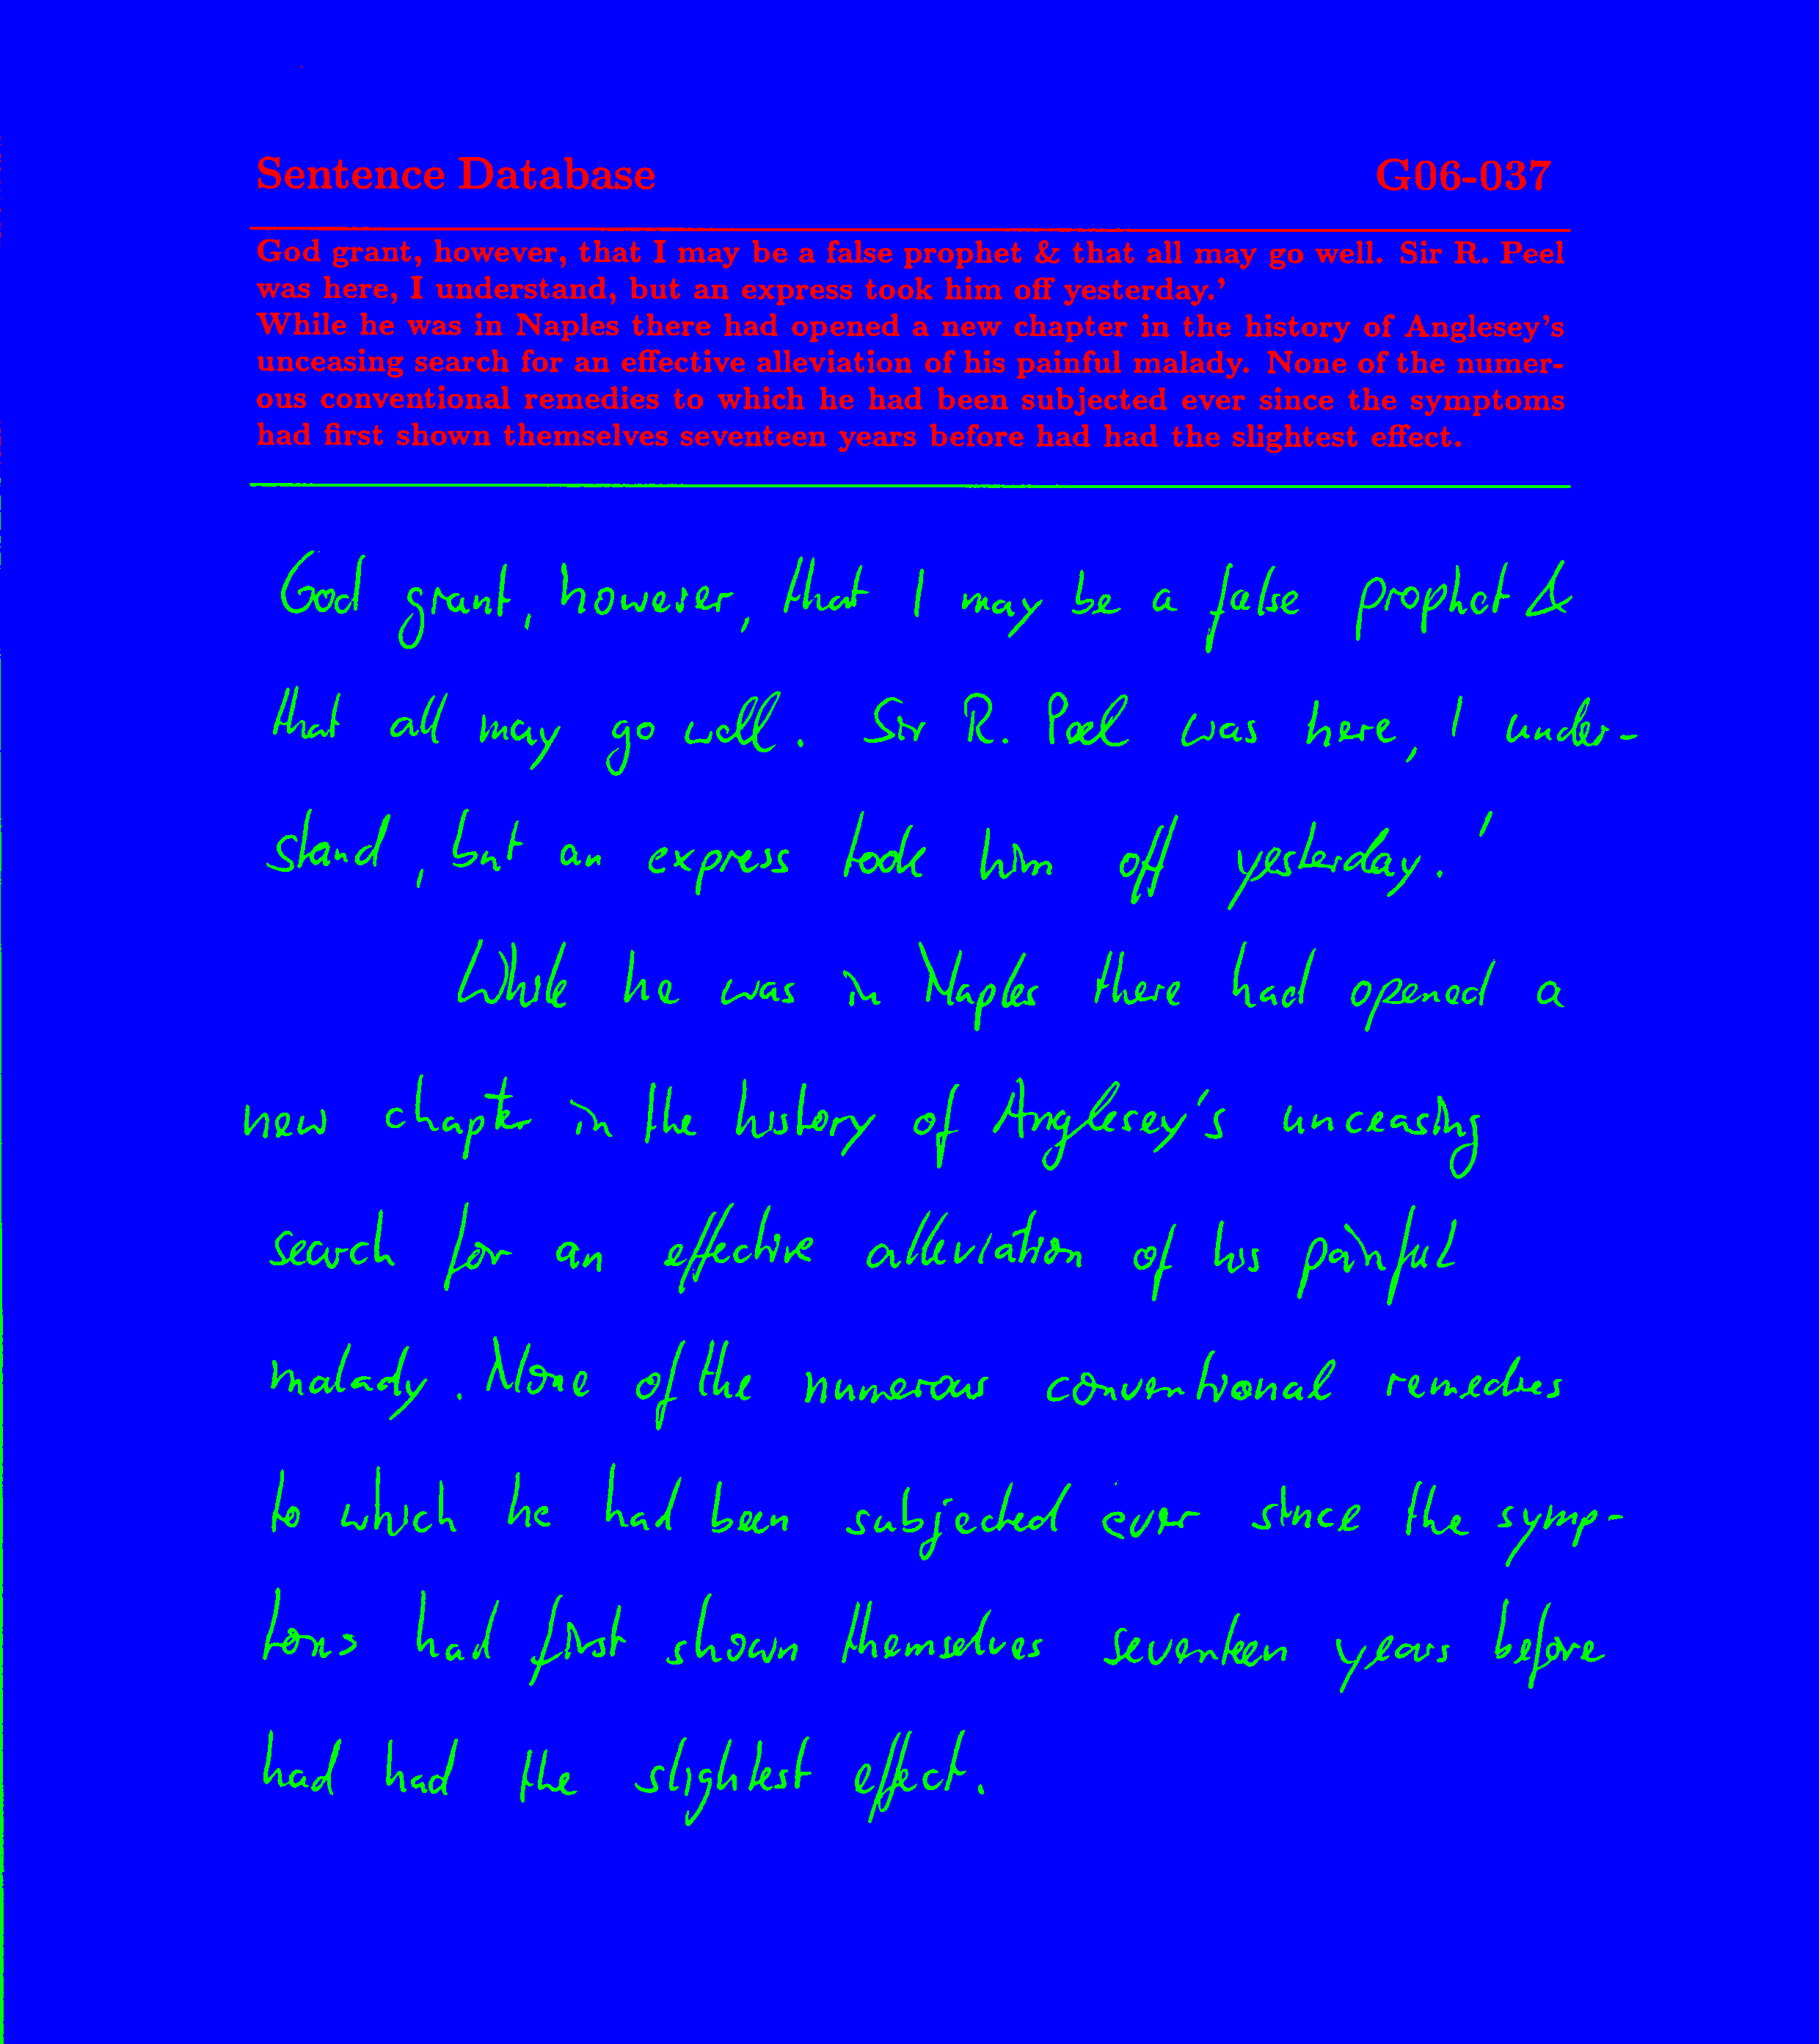 Sentence Database G06-037
God grant, however, that I may be a false prophet & that all may go well. Sir R. Peel
was here, I understand, but an express took him off yesterday.'
While he was in Naples there had opened a new chapter in the history of Anglesey's
unceasing search for an effective alleviation of his painful malady. None of the numer-
ous conventional remedies to which he had been subjected ever since the symptoms
had first shown themselves seventeen years before had had the slightest effect.
God grant, however, that I may be a false prophet &
that all may go well. Sir R. Peel was here, I under-
stand, but an express took him off yesterday.'
While he was in Naples there had opened a
new chapter in the history of Anglesey's unceasing
search for an effective alleviation of his painful
malady. None of the numerous conventional remedies
to which he had been subjected ever since the symp-
toms had first shown themselves seventeen years before
had had the slightest effect.